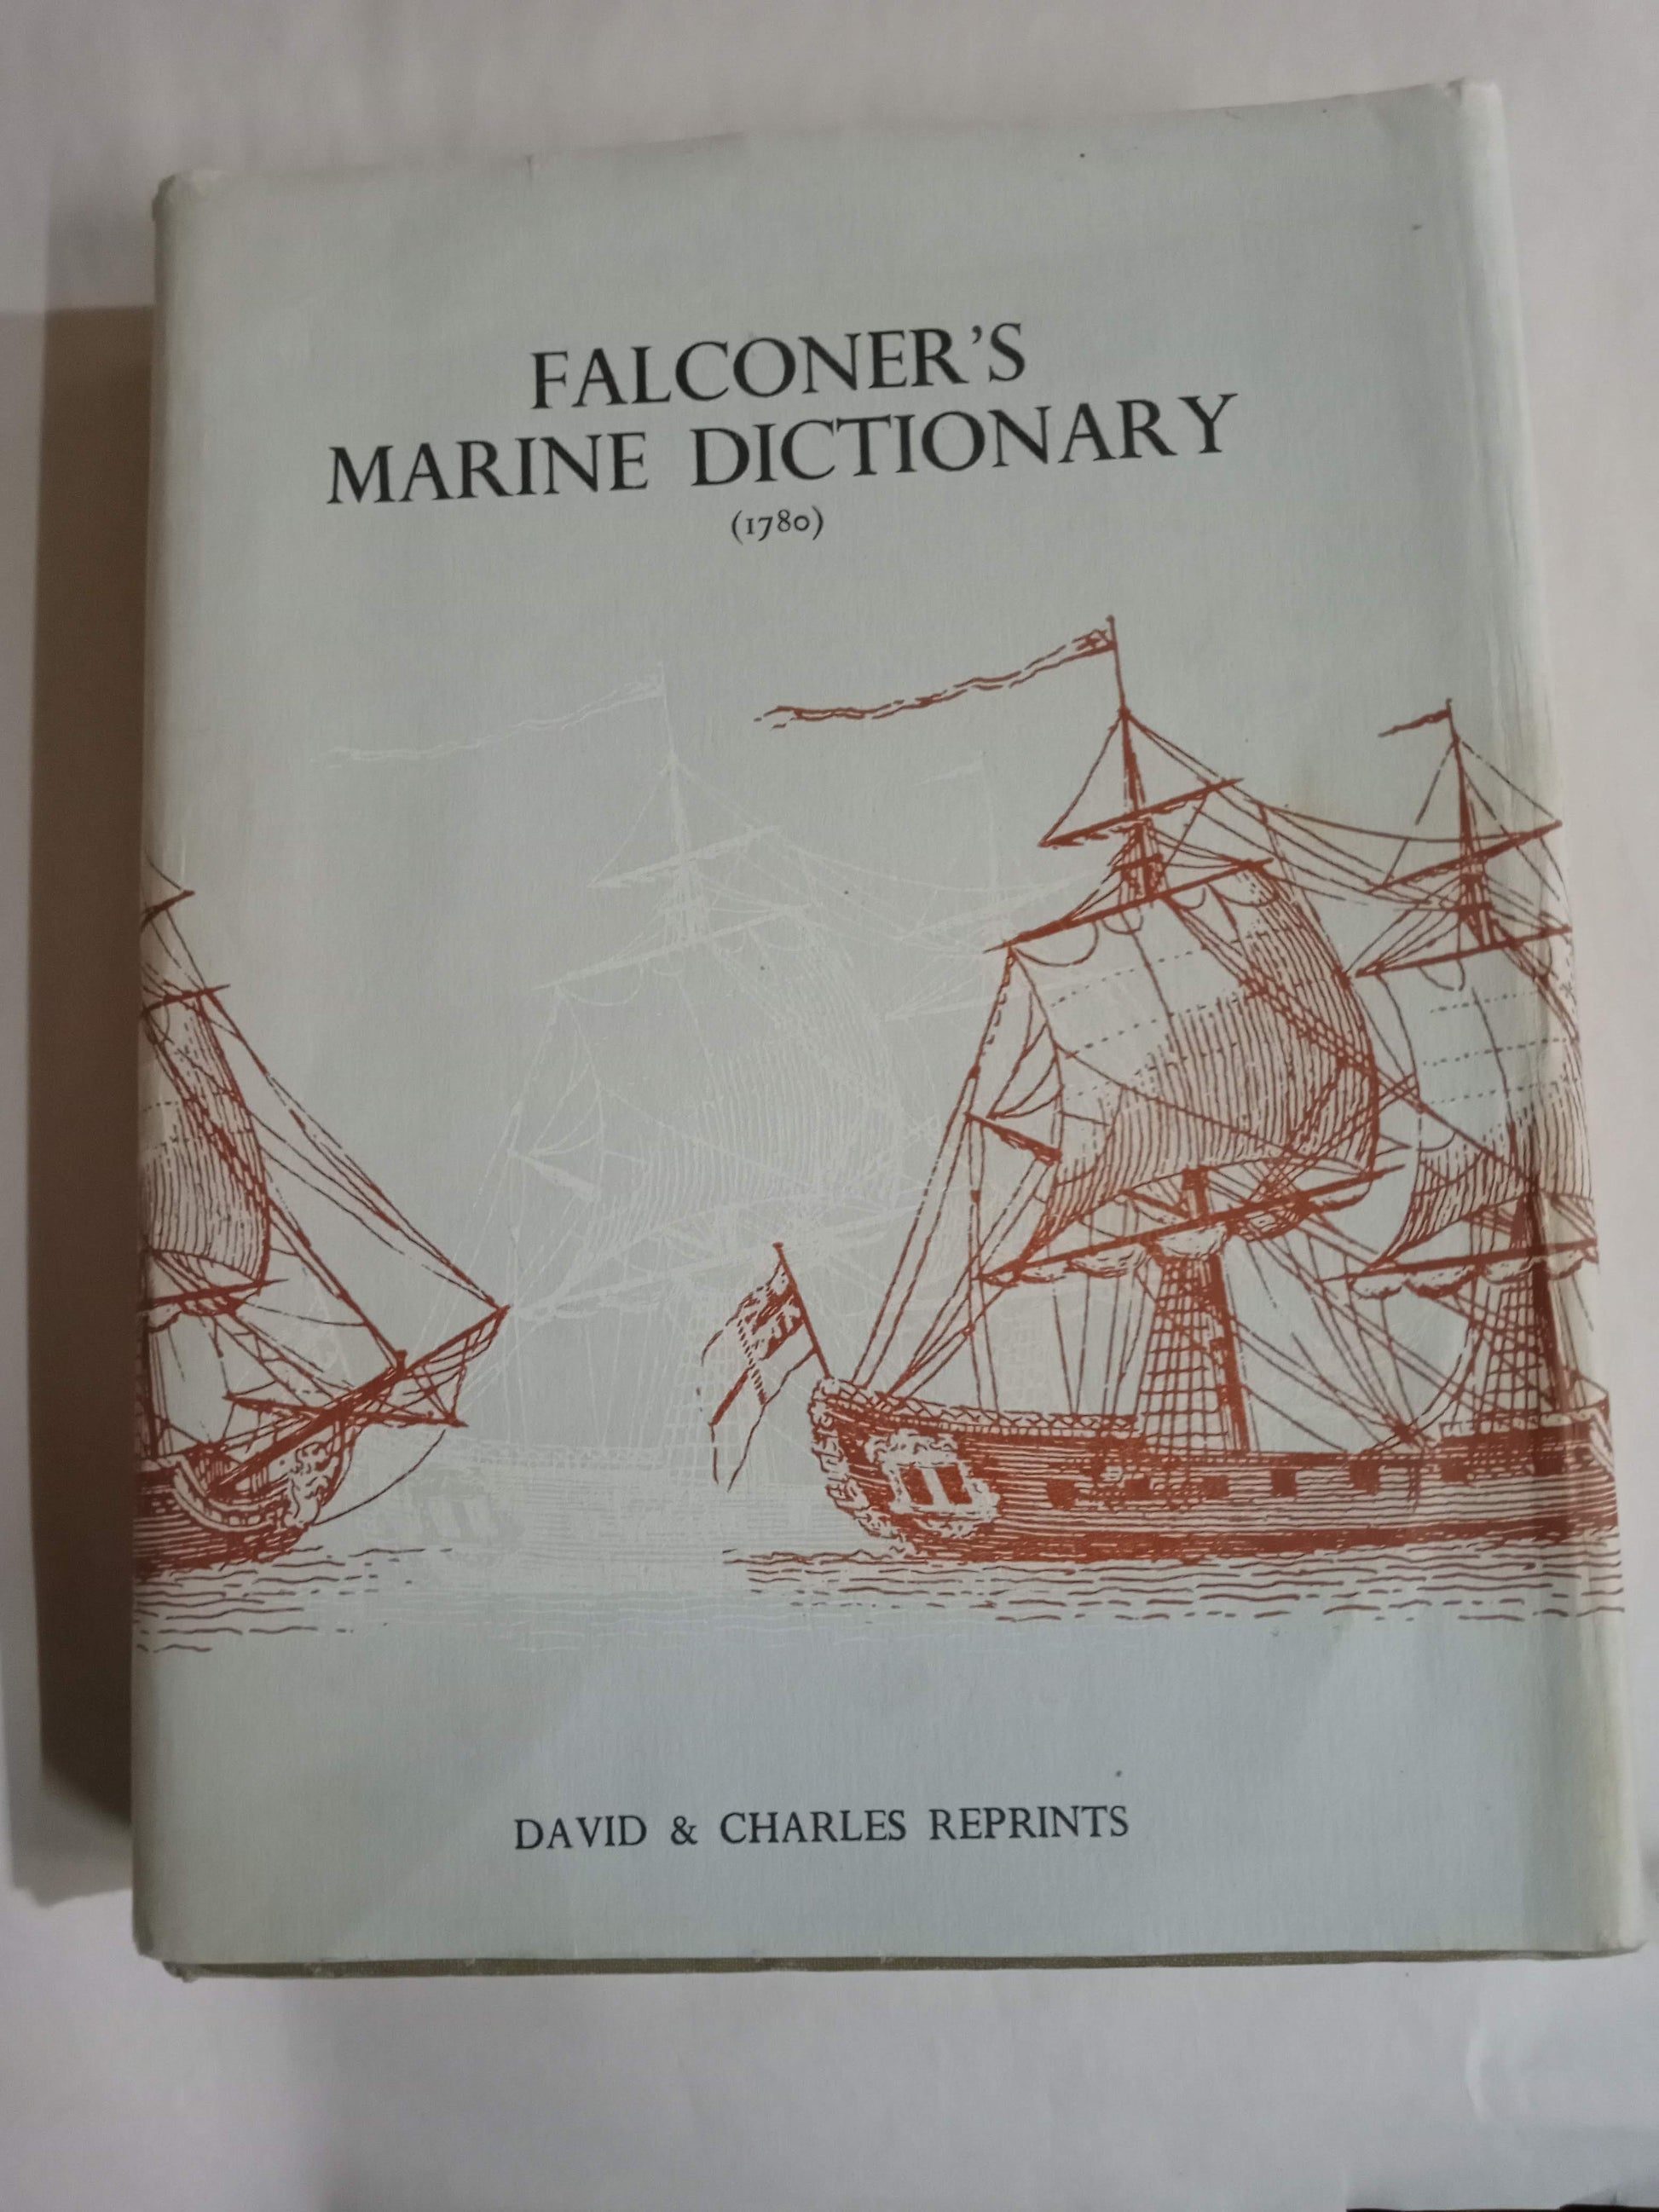 FALCONER'S
MARINE DICTIONARY
(1780)
DAVID & CHARLES REPRINTS